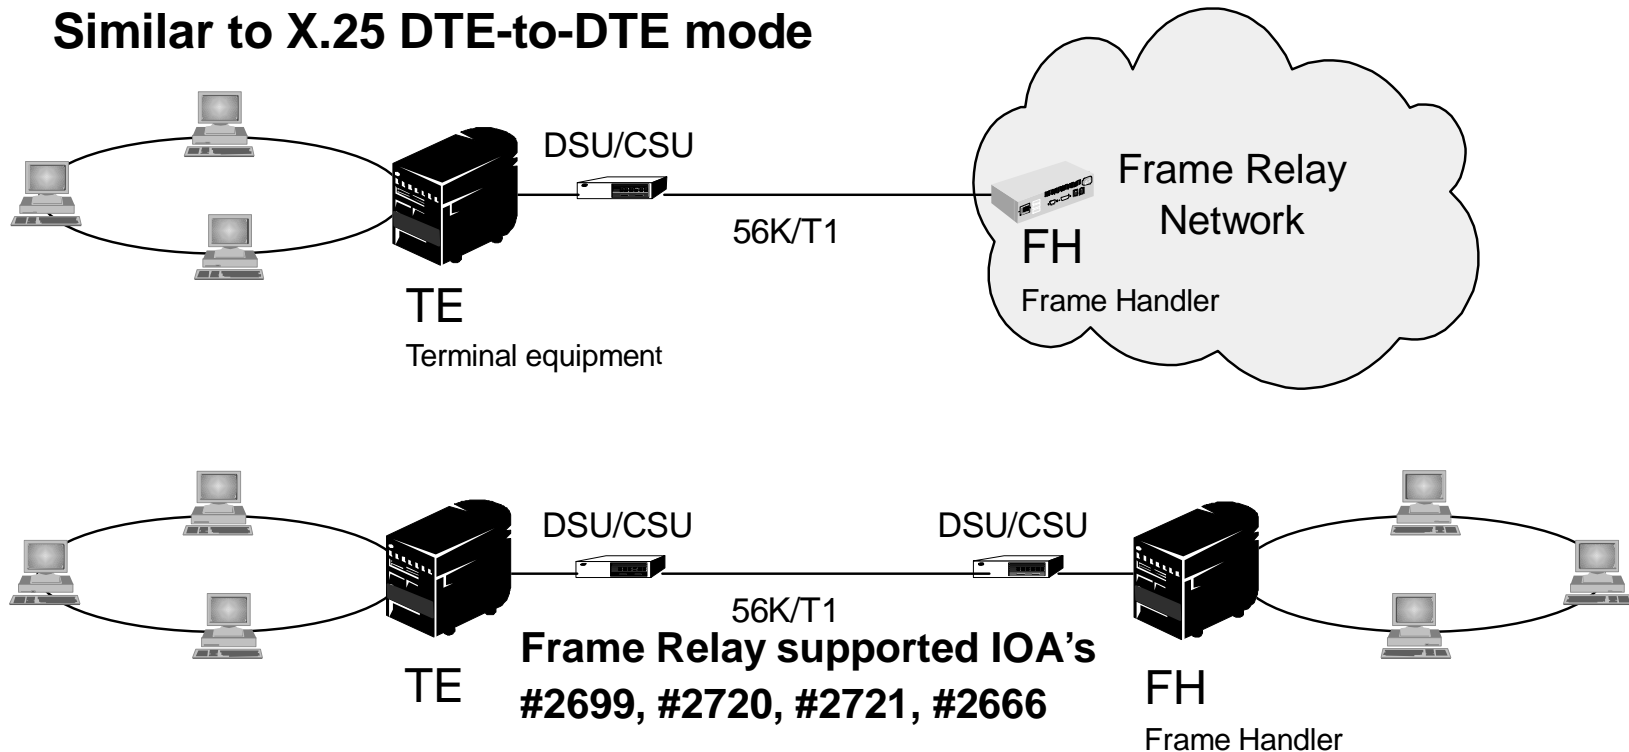 Similar to X.25 DTE-to-DTE mode
DSU/CSU
56K/T1
TE
Terminal equipment
Frame Relay
Network
FH
Frame Handler
DSU/CSU
DSU/CSU
56K/T1
TE
Frame Relay supported IOA's
#2699, #2720, #2721, #2666
FH
Frame Handler